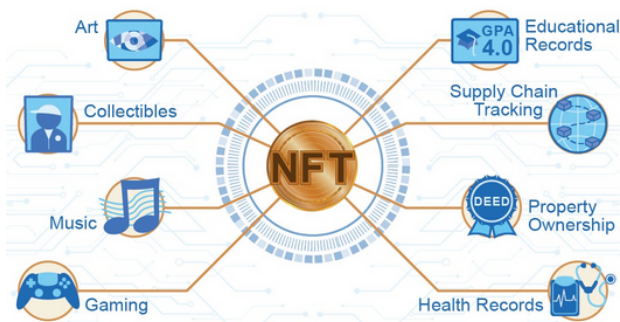 Art
GPA
4.0
Educational
Records
Collectibles
Supply Chain
Tracking
NFT
Music
DEED
Property
Ownership
Gaming
Health Records